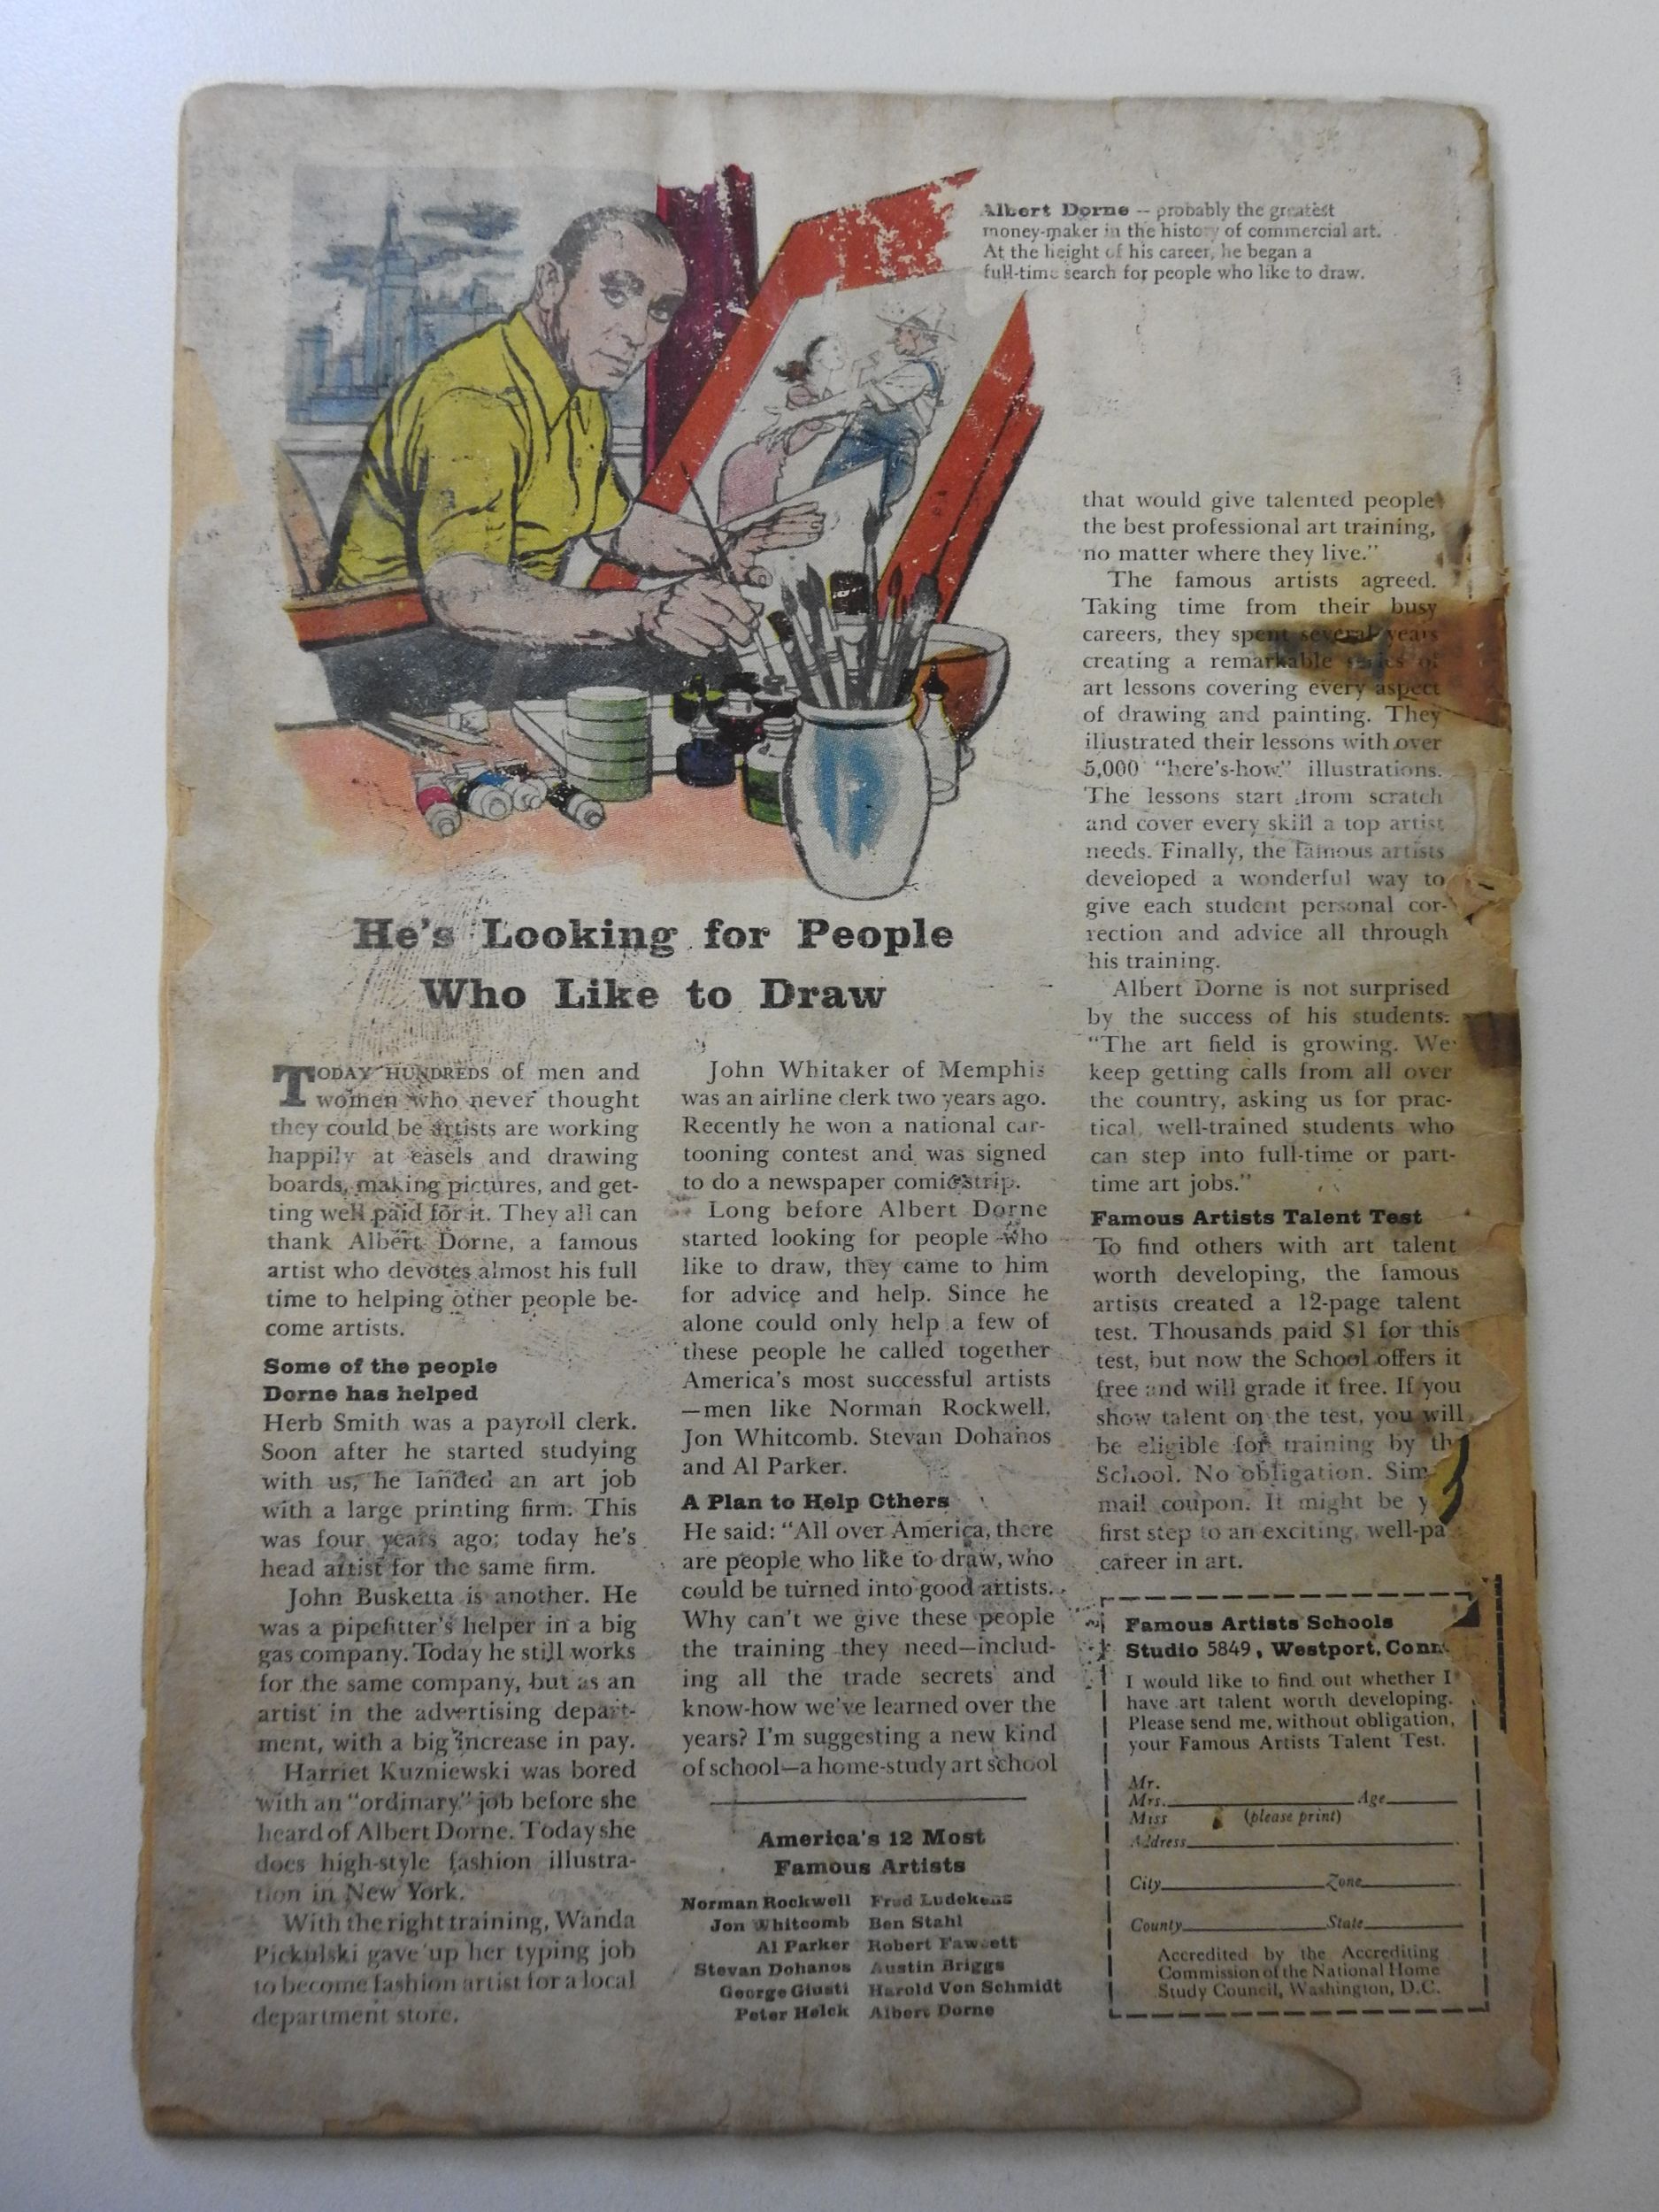 Albert Dorne -- probably the greatest
money-maker in the history of commercial art.
At the height of his career, he began a
full-time search for people who like to draw.
He's Looking for People
Who Like to Draw
TODAY HUNDREDS of men and
women who never thought
they could be artists are working
happily at easels and drawing
boards, making pictures, and get-
ting well paid for it. They all can
thank Albert Dorne, a famous
artist who devotes almost his full
time to helping other people be-
come artists.
Some of the people
Dorne has helped
Herb Smith was a payroll clerk.
Soon after he started studying
with us, he landed an art job
with a large printing firm. This
was four years ago; today he's
head artist for the same firm.
John Busketta is another. He
was a pipefitter's helper in a big
gas company. Today he still works
for the same company, but as an
artist in the advertising depart-
ment, with a big increase in pay.
Harriet Kuzniewski was bored
with an "ordinary" job before she
heard of Albert Dorne. Today she
does high-style fashion illustra-
tion in New York.
With the right training, Wanda
Pickulski gave up her typing job
to become fashion artist for a local
department store.
John Whitaker of Memphis
was an airline clerk two years ago.
Recently he won a national car-
tooning contest and was signed
to do a newspaper comic strip.
Long before Albert Dorne
started looking for people who
like to draw, they came to him
for advice and help. Since he
alone could only help a few of
these people he called together
America's most successful artists
—men like Norman Rockwell,
Jon Whitcomb. Stevan Dohanos
and Al Parker.
A Plan to Help Others
He said: "All over America, there
are people who like to draw, who
could be turned into good artists.
Why can't we give these people
the training they need—includ-
ing all the trade secrets and
know-how we've learned over the
years? I'm suggesting a new kind
of school—a home-study art school
America's 12 Most
Famous Artists
Norman Rockwell Fred Ludekens
Jon Whitcomb Ben Stahl
Al Parker Robert Fawcett
Stevan Dohanos Austin Briggs
George Giusti Harold Von Schmidt
Peter Helck Albert Dorne
that would give talented people
the best professional art training,
no matter where they live."
The famous artists agreed.
Taking time from their busy
careers, they spent several years
creating a remarkable series of
art lessons covering every aspect
of drawing and painting. They
illustrated their lessons with over
5,000 "here's-how" illustrations.
The lessons start from scratch
and cover every skill a top artist
needs. Finally, the famous artists
developed a wonderful way to
give each student personal cor-
rection and advice all through
his training.
Albert Dorne is not surprised
by the success of his students.
"The art field is growing. We
keep getting calls from all over
the country, asking us for prac-
tical, well-trained students who
can step into full-time or part-
time art jobs."
Famous Artists Talent Test
To find others with art talent
worth developing, the famous
artists created a 12-page talent
test. Thousands paid $1 for this
test, but now the School offers it
free and will grade it free. If you
show talent on the test, you will
be eligible for training by th
School. No obligation. Sim
mail coupon. It might be y
first step to an exciting, well-pa
career in art.
Famous Artists Schools
Studio 5849, Westport, Conn.
I would like to find out whether I
have art talent worth developing.
Please send me, without obligation,
your Famous Artists Talent Test.
Mr.
Mrs. Age
Miss (please print)
Address
City Zone
County State
Accredited by the Accrediting
Commission of the National Home
Study Council, Washington, D.C.